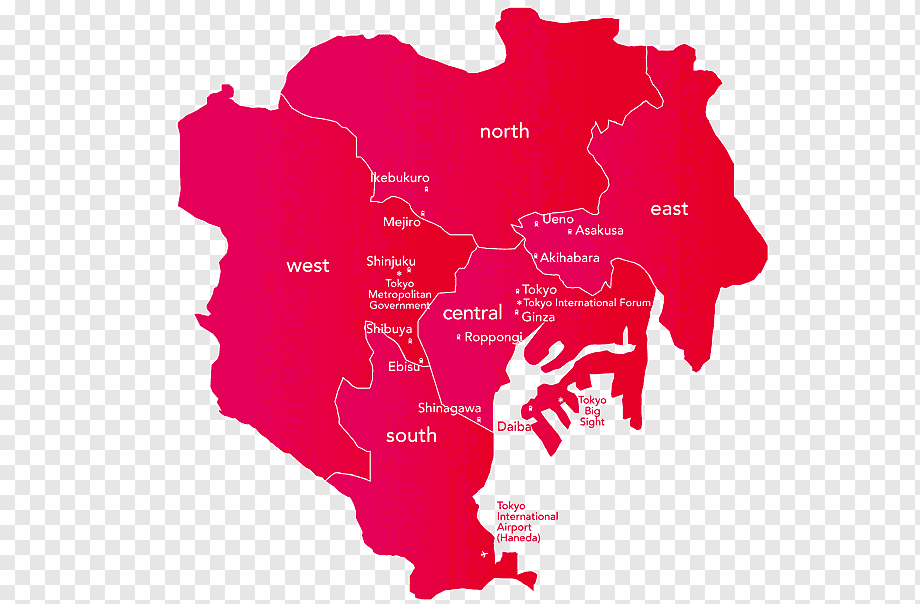 north
Ikebukuro
east
Mejiro
Ueno
Asakusa
Akihabara
west
Shinjuku
Tokyo
Metropolitan
Government
Tokyo
Tokyo International Forum
central
Ginza
Shibuya
Roppongi
Ebisu
Shinagawa
Tokyo
Big
Sight
Daiba
south
Tokyo
International
Airport
(Haneda)